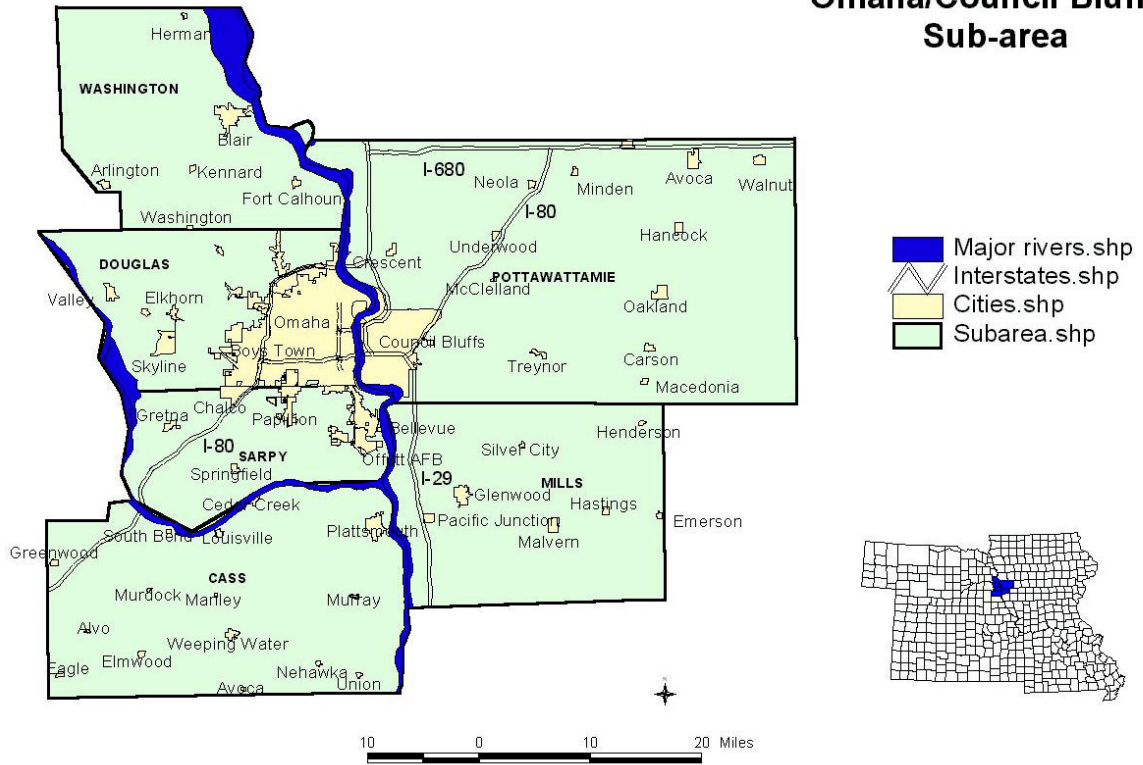 Omaha/Council Bluff
Sub-area
Herman
WASHINGTON
Blair
Arlington
Kennard
Fort Calhoun
Washington
I-680
Neola
Minden
Avoca
Walnut
I-80
Hancock
Underwood
DOUGLAS
Crescent
POTTAWATTAMIE
McClelland
Valley
Elkhorn
Oakland
Omaha
Council Bluffs
Boys Town
Skyline
Treynor
Carson
Macedonia
Gretna
Chalco
Papillion
Bellevue
Henderson
I-80
SARPY
Offutt AFB
Silver City
Springfield
I-29
MILLS
Glenwood
Hastings
Cedar Creek
Pacific Junction
Emerson
South Bend
Louisville
Plattsmouth
Malvern
Greenwood
CASS
Murdock
Manley
Murray
Alvo
Weeping Water
Elmwood
Eagle
Nehawka
Union
Avoca
Major rivers.shp
Interstates.shp
Cities.shp
Subarea.shp
N
10 0 10 20 Miles